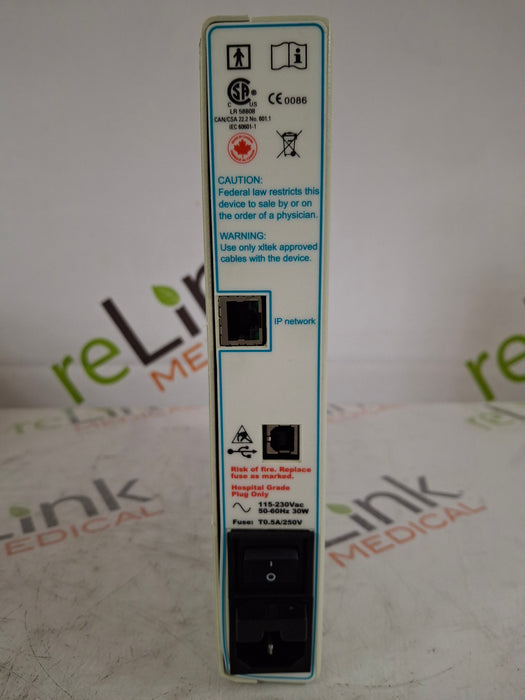 CSA
C US
LR 58808
CAN/CSA 22.2 No. 601.1
IEC 60601-1
CE 0086
CAUTION:
Federal law restricts this
device to sale by or on
the order of a physician.
WARNING:
Use only xltek approved
cables with the device.
IP network
Risk of fire. Replace
fuse as marked.
Hospital Grade
Plug Only
115-230Vac
50-60Hz 30W
Fuse: T0.5A/250V
I
O
reLink
MEDICAL
Link
MEDICAL